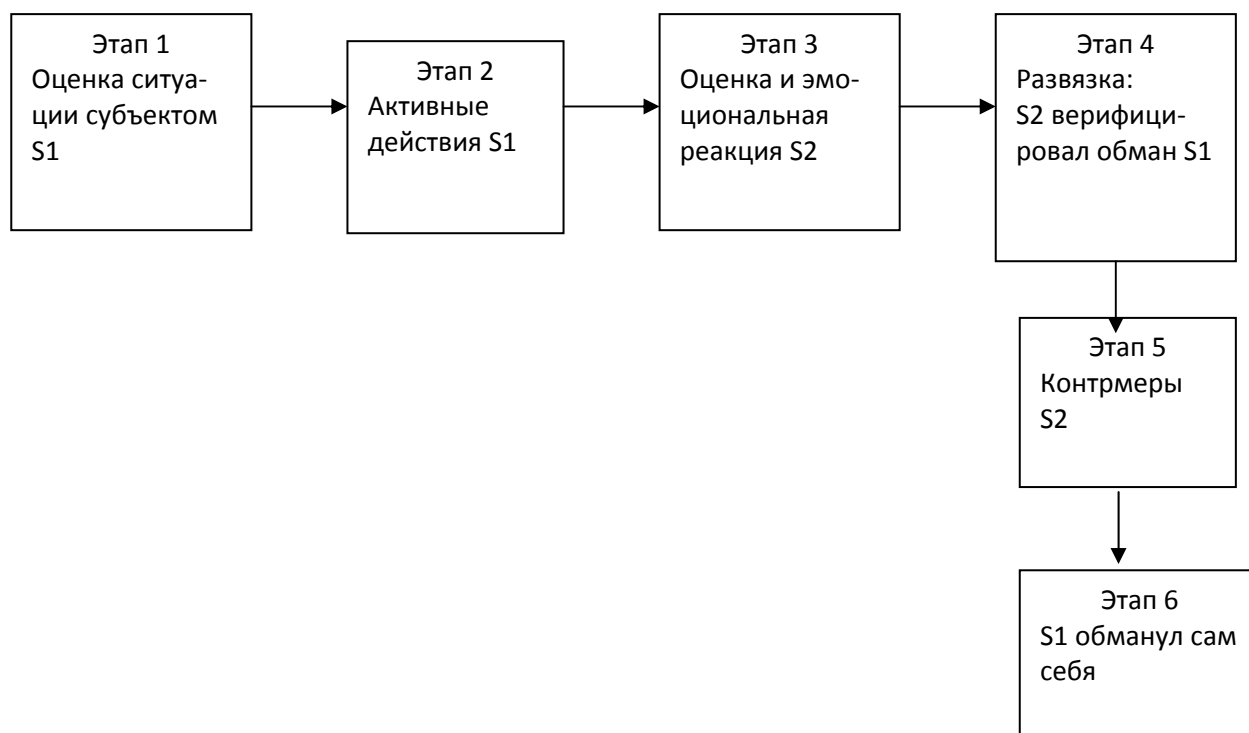 Этап 1
Оценка ситуа-
ции субъектом
S1
Этап 2
Активные
действия S1
Этап 3
Оценка и эмо-
циональная
реакция S2
Этап 4
Развязка:
S2 верифици-
ровал обман S1
Этап 5
Контрмеры
S2
Этап 6
S1 обманул сам
себя